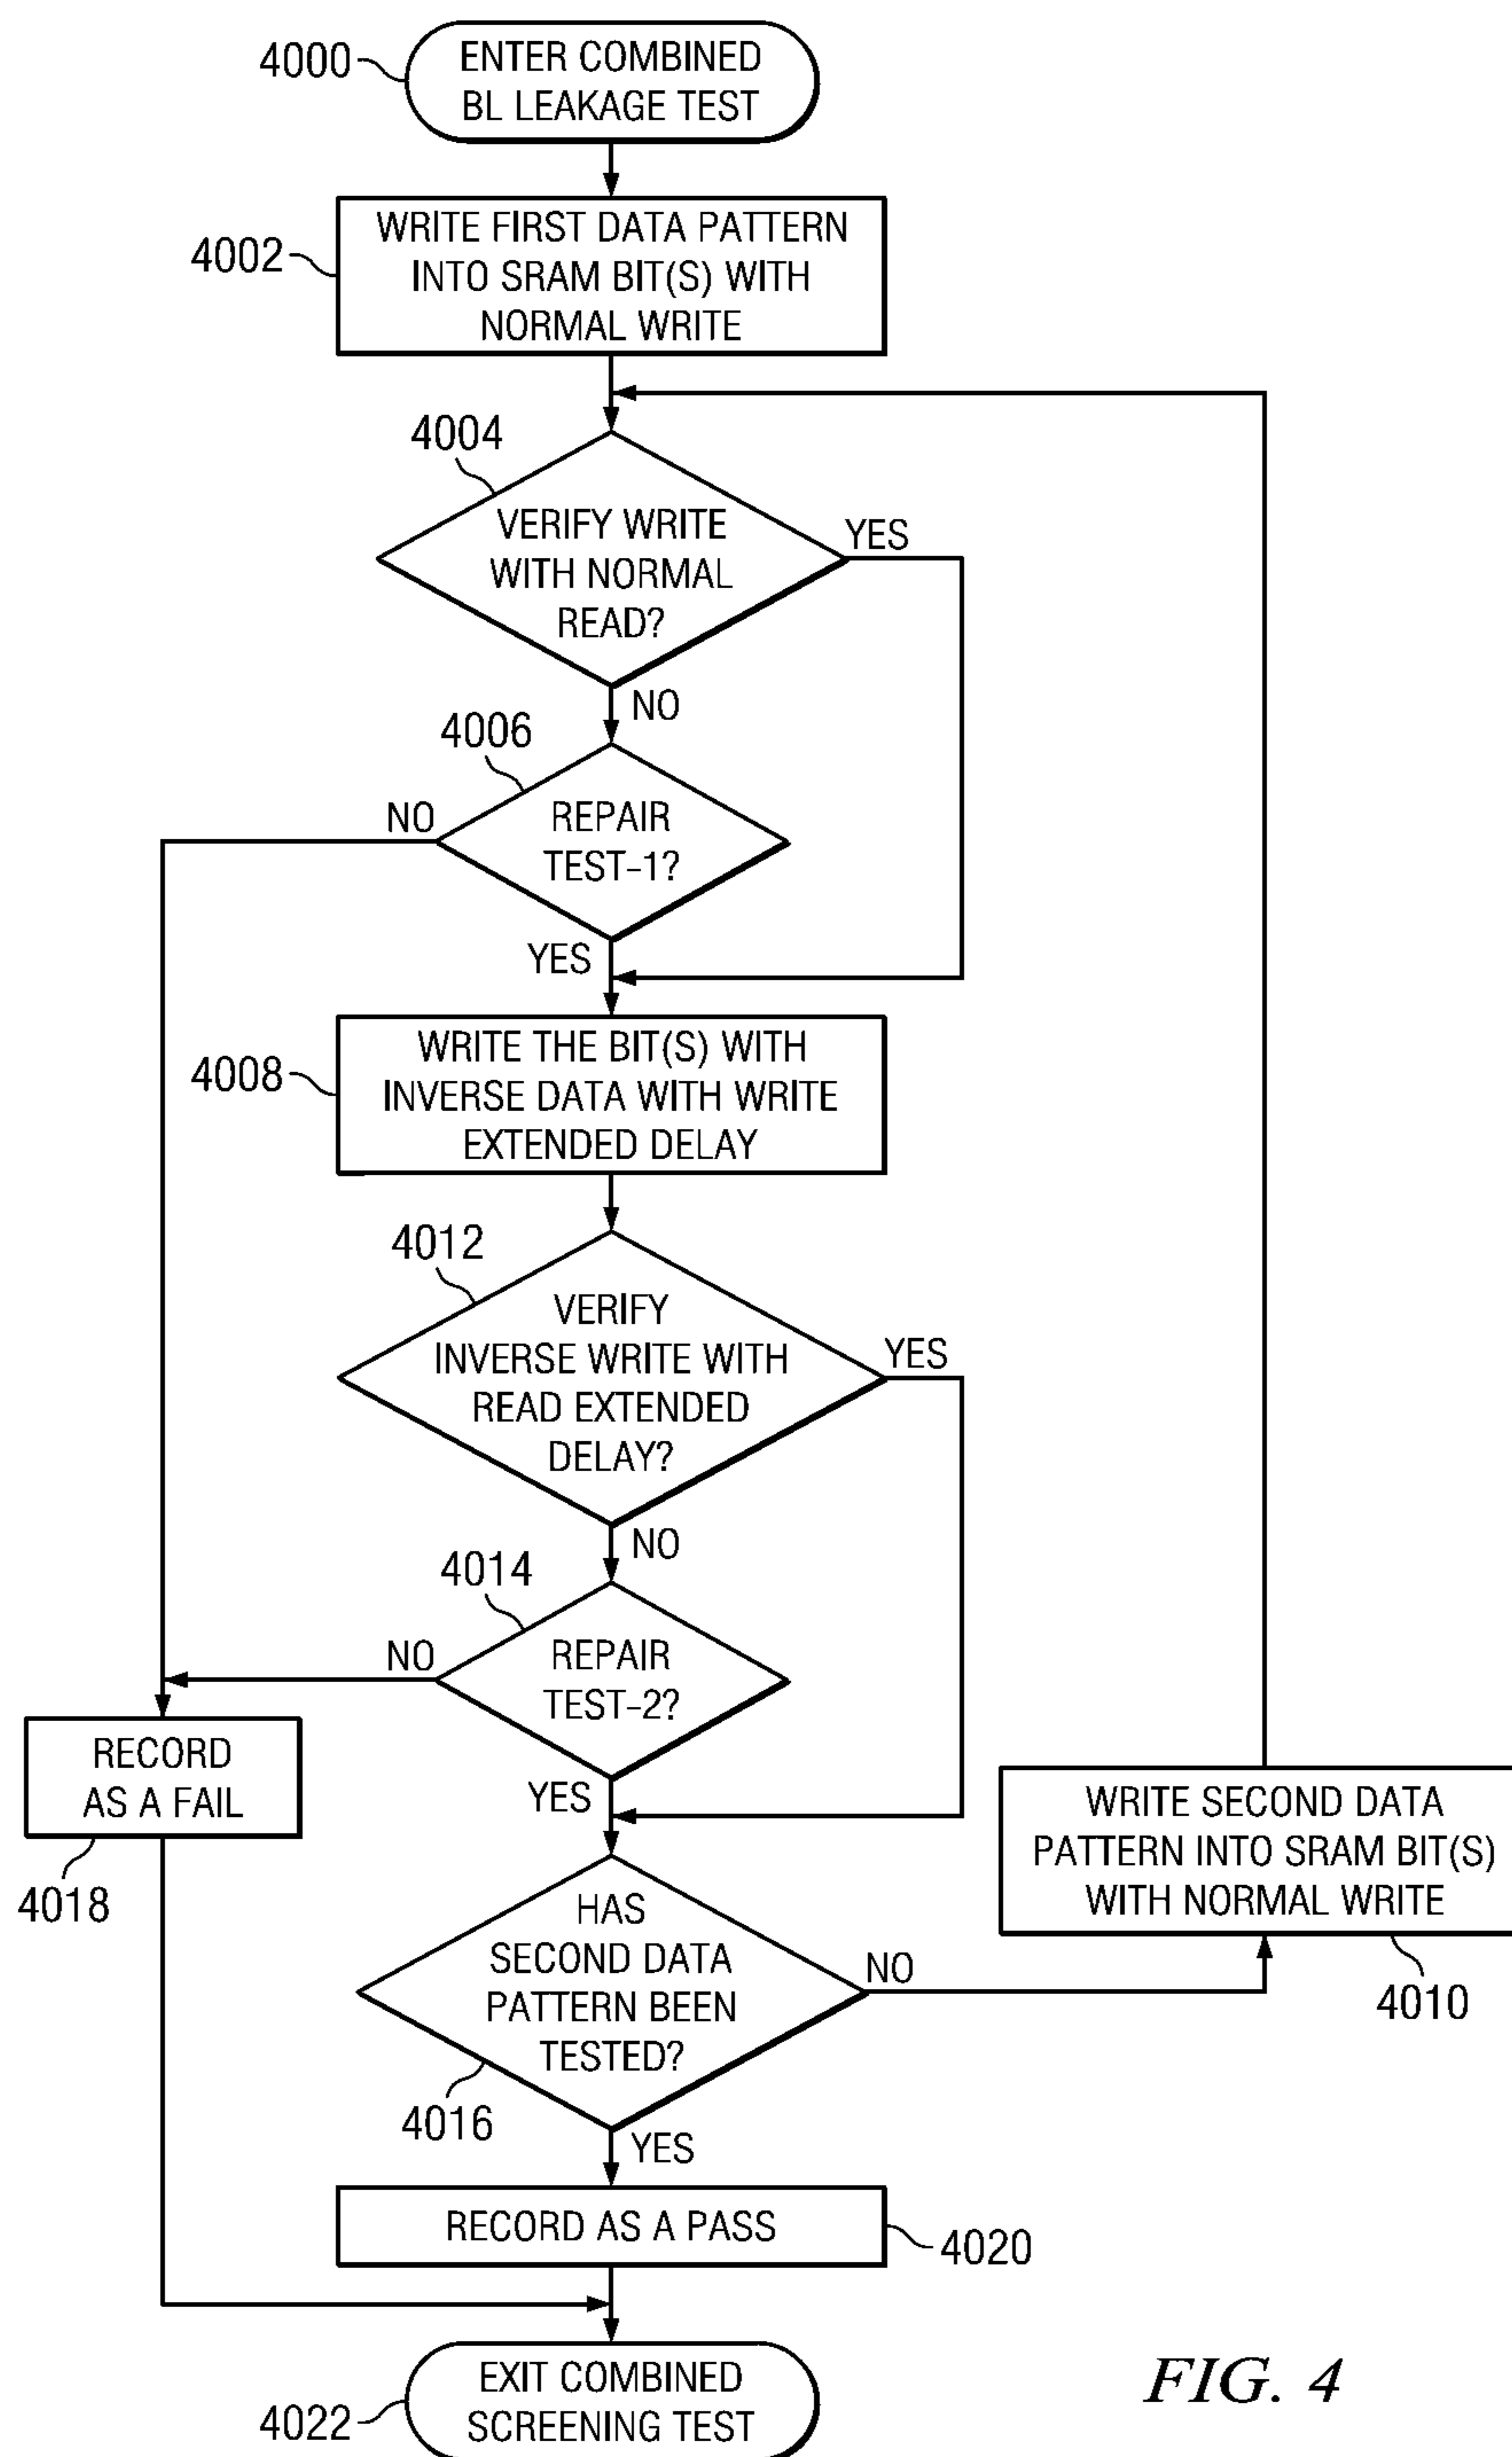 4000
ENTER COMBINED
BL LEAKAGE TEST
4002
WRITE FIRST DATA PATTERN
INTO SRAM BIT(S) WITH
NORMAL WRITE
4004
VERIFY WRITE
WITH NORMAL
READ?
YES
NO
4006
REPAIR
TEST-1?
NO
YES
4008
WRITE THE BIT(S) WITH
INVERSE DATA WITH WRITE
EXTENDED DELAY
4012
VERIFY
INVERSE WRITE WITH
READ EXTENDED
DELAY?
YES
NO
4014
REPAIR
TEST-2?
NO
YES
RECORD
AS A FAIL
4018
WRITE SECOND DATA
PATTERN INTO SRAM BIT(S)
WITH NORMAL WRITE
4010
HAS
SECOND DATA
PATTERN BEEN
TESTED?
NO
4016
YES
RECORD AS A PASS
4020
EXIT COMBINED
SCREENING TEST
4022
FIG. 4